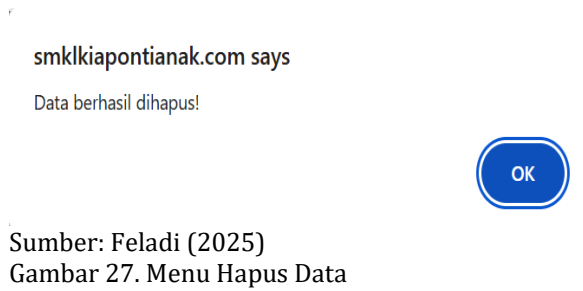 smklkiapontianak.com says
Data berhasil dihapus!
OK
Sumber: Feladi (2025)
Gambar 27. Menu Hapus Data